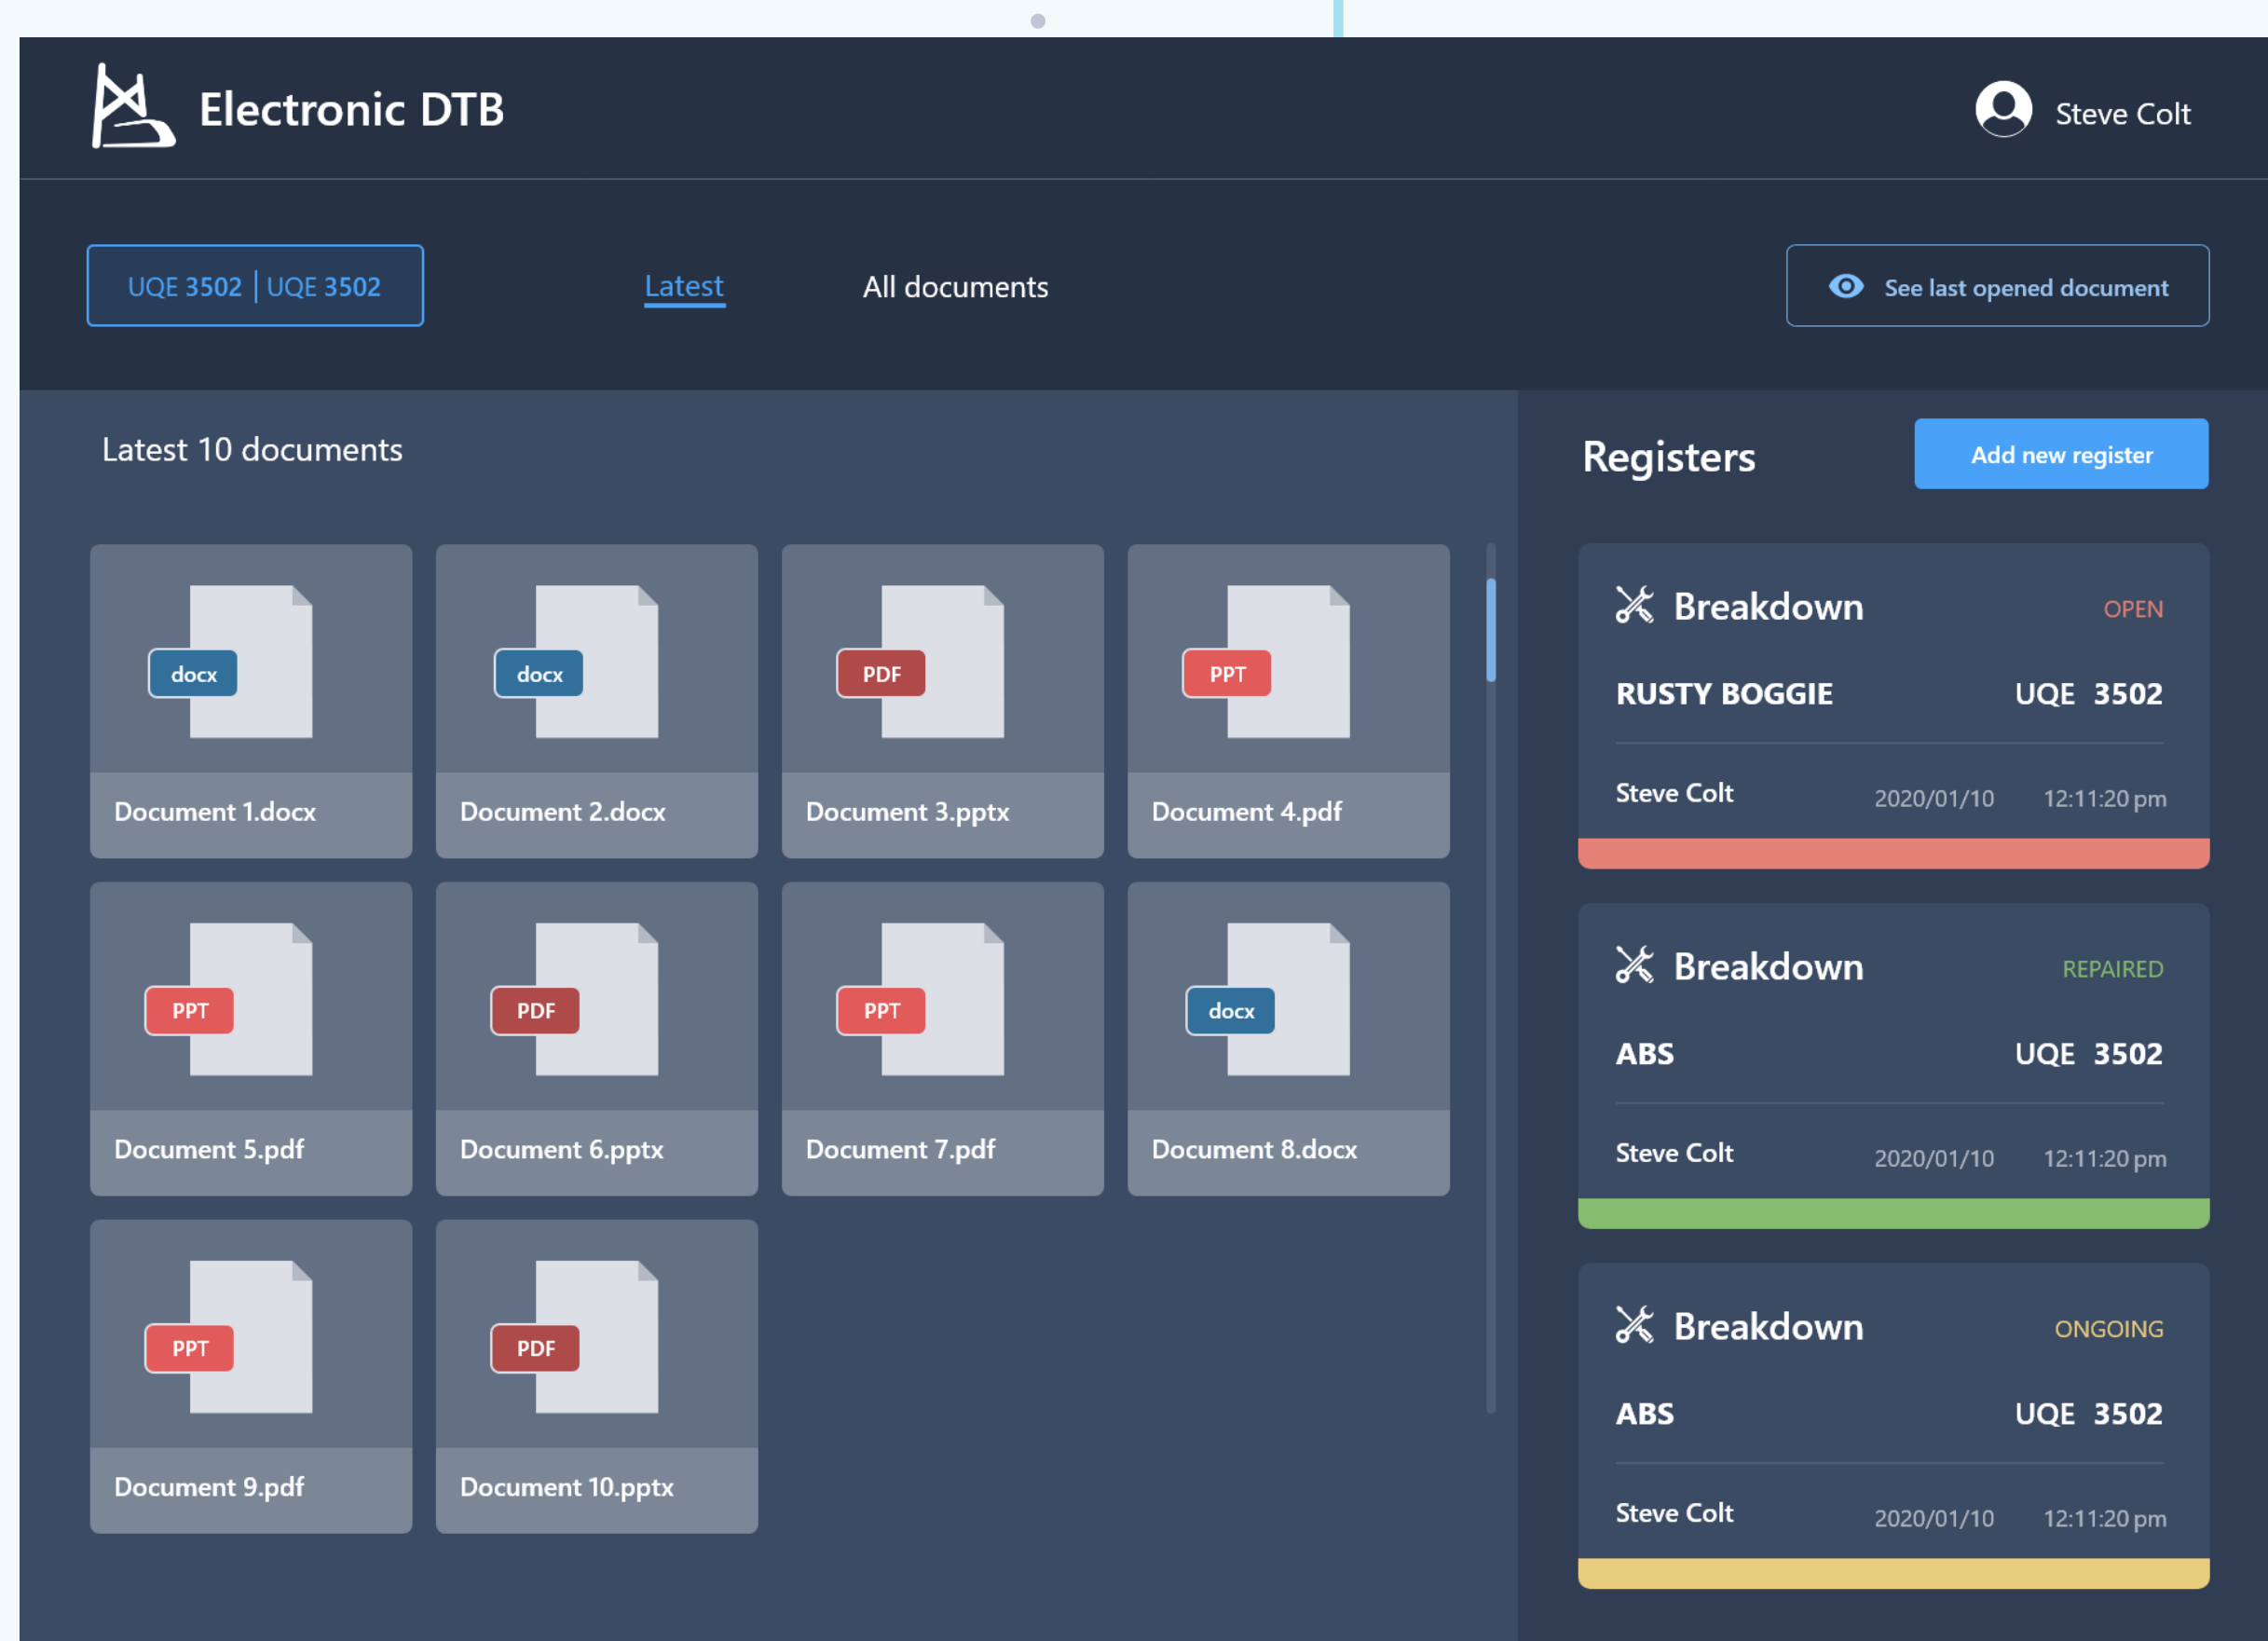 Electronic DTB
Steve Colt
UQE 3502 | UQE 3502
Latest
All documents
See last opened document
Latest 10 documents
docx
Document 1.docx
docx
Document 2.docx
PDF
Document 3.pptx
PPT
Document 4.pdf
PPT
Document 5.pdf
PDF
Document 6.pptx
PPT
Document 7.pdf
docx
Document 8.docx
PPT
Document 9.pdf
PDF
Document 10.pptx
Registers
Add new register
Breakdown OPEN
RUSTY BOGGIE UQE 3502
Steve Colt 2020/01/10 12:11:20 pm
Breakdown REPAIRED
ABS UQE 3502
Steve Colt 2020/01/10 12:11:20 pm
Breakdown ONGOING
ABS UQE 3502
Steve Colt 2020/01/10 12:11:20 pm